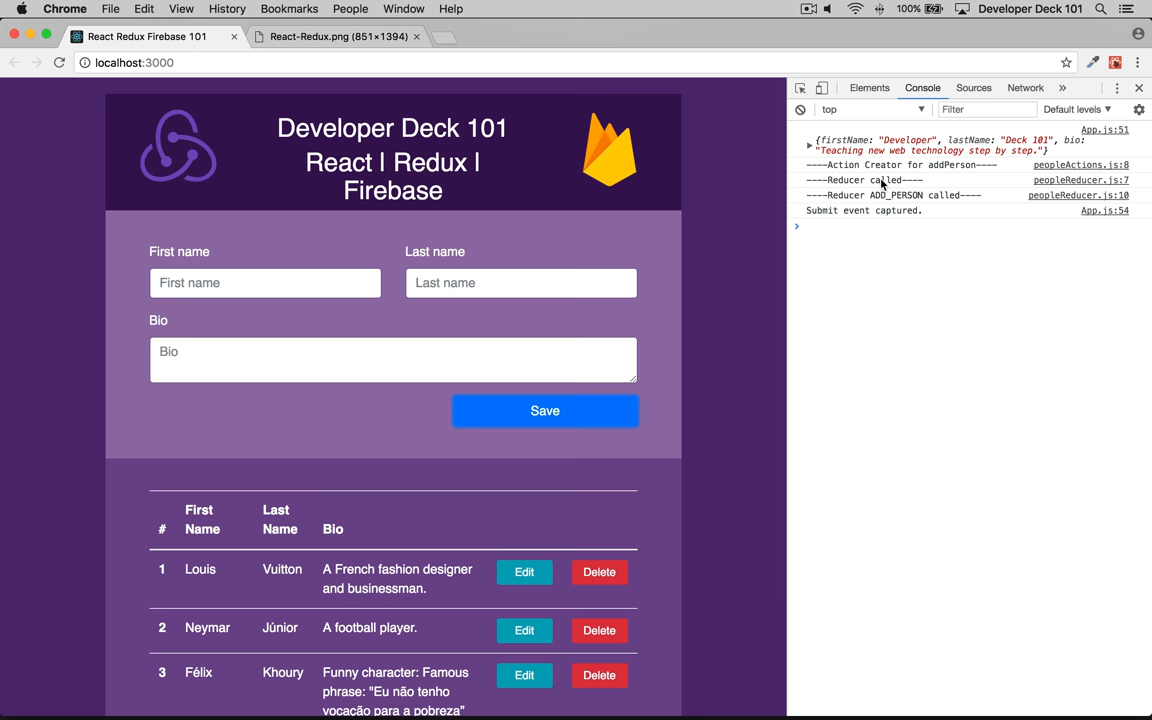 Chrome File Edit View History Bookmarks People Window Help 100% Developer Deck 101
React Redux Firebase 101 React-Redux.png (851×1394)
localhost:3000
Elements Console Sources Network »
top Filter Default levels
Developer Deck 101
React | Redux |
Firebase
First name Last name
First name Last name
Bio
Bio
Save
# First Name Last Name Bio
1 Louis Vuitton A French fashion designer
and businessman.
Edit Delete
2 Neymar Júnior A football player. Edit Delete
3 Félix Khoury Funny character: Famous
phrase: "Eu não tenho
vocação para a pobreza"
Edit Delete
App.js:51
{firstName: "Developer", lastName: "Deck 101", bio:
"Teaching new web technology step by step."}
----Action Creator for addPerson---- peopleActions.js:8
----Reducer called---- peopleReducer.js:7
----Reducer ADD_PERSON called---- peopleReducer.js:10
Submit event captured. App.js:54